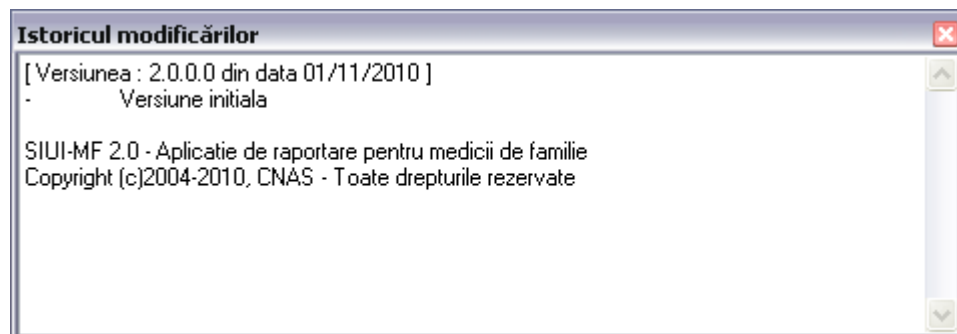 Istoricul modificărilor
[ Versiunea : 2.0.0.0 din data 01/11/2010 ]
- Versiune initiala
SIUI-MF 2.0 - Aplicatie de raportare pentru medicii de familie
Copyright (c)2004-2010, CNAS - Toate drepturile rezervate